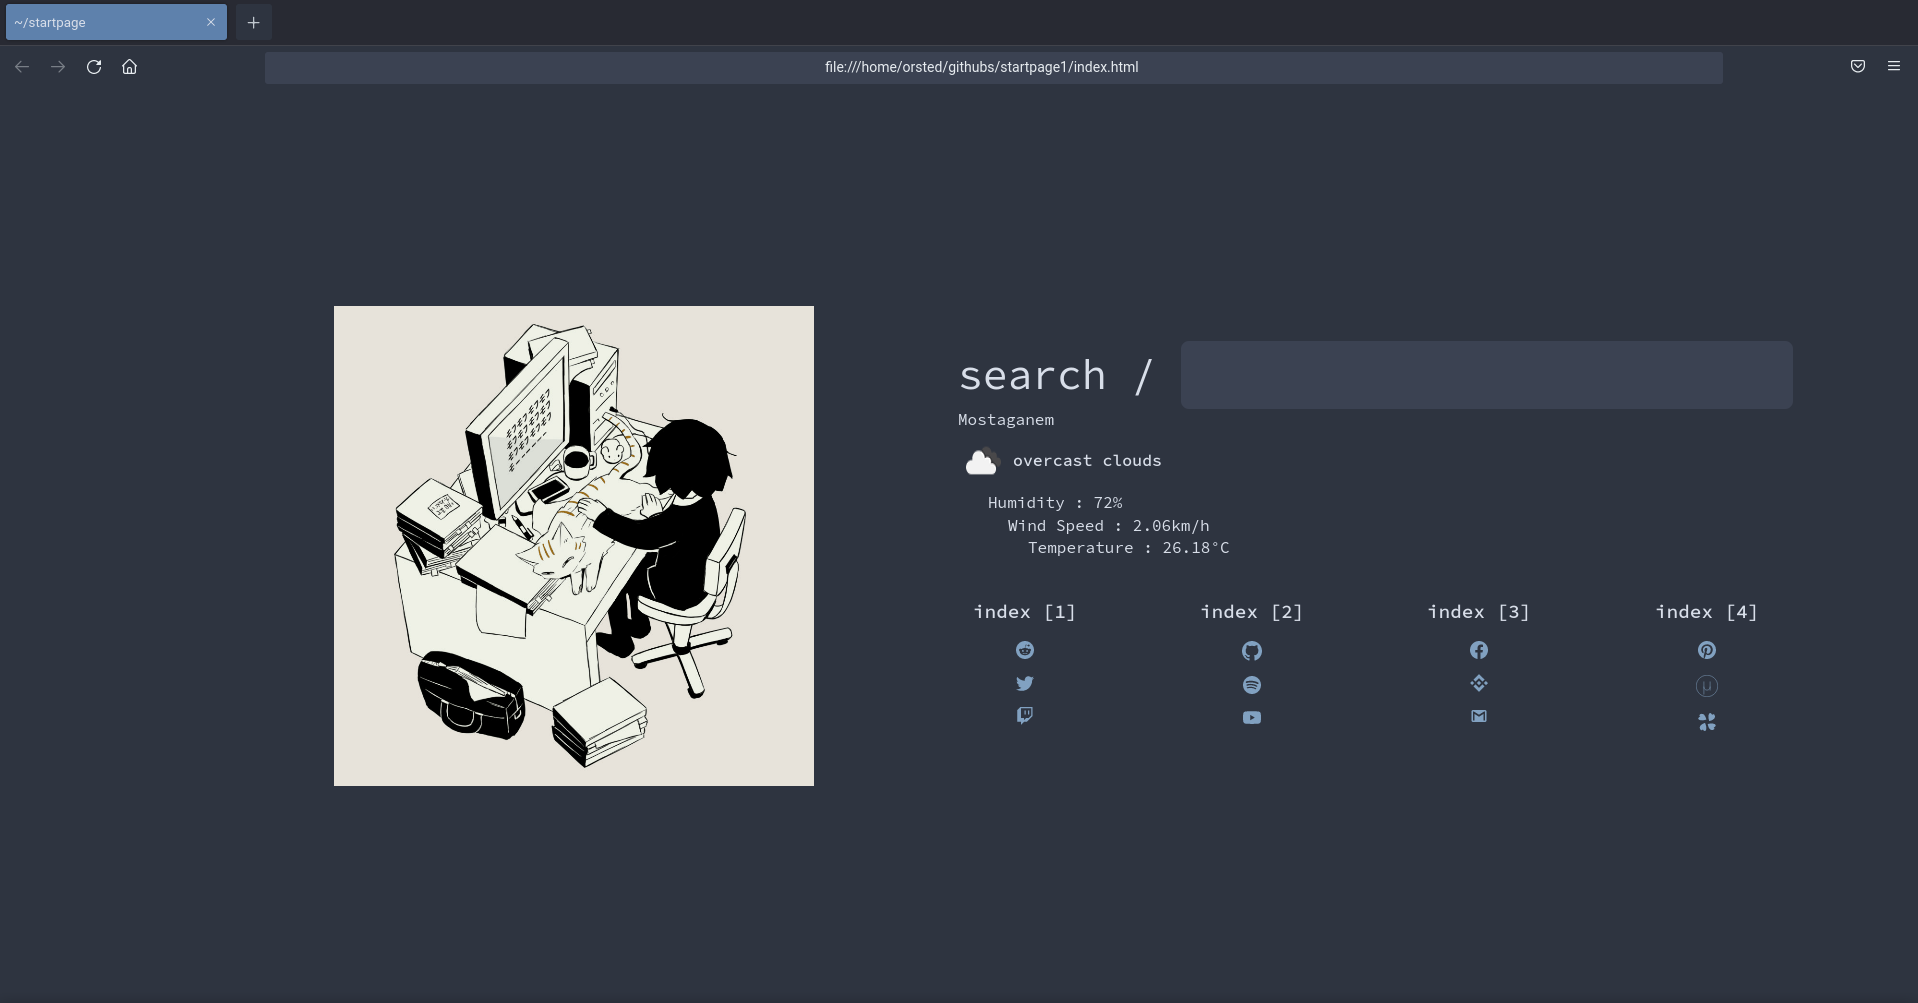 ~/startpage
file:///home/orsted/githubs/startpage1/index.html
search /
Mostaganem
overcast clouds
Humidity : 72%
Wind Speed : 2.06km/h
Temperature : 26.18°C
index [1]
index [2]
index [3]
index [4]
μ